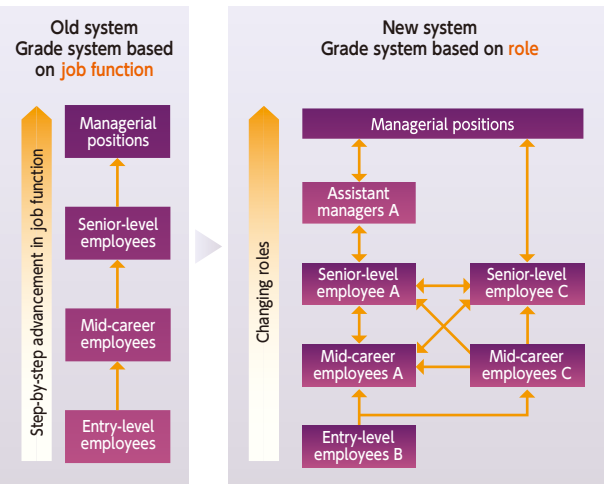 Old system
Grade system based
on job function
Step-by-step advancement in job function
Managerial
positions
Senior-level
employees
Mid-career
employees
Entry-level
employees
New system
Grade system based on role
Changing roles
Managerial positions
Assistant
managers A
Senior-level
employee A
Senior-level
employee C
Mid-career
employees A
Mid-career
employees C
Entry-level
employees B